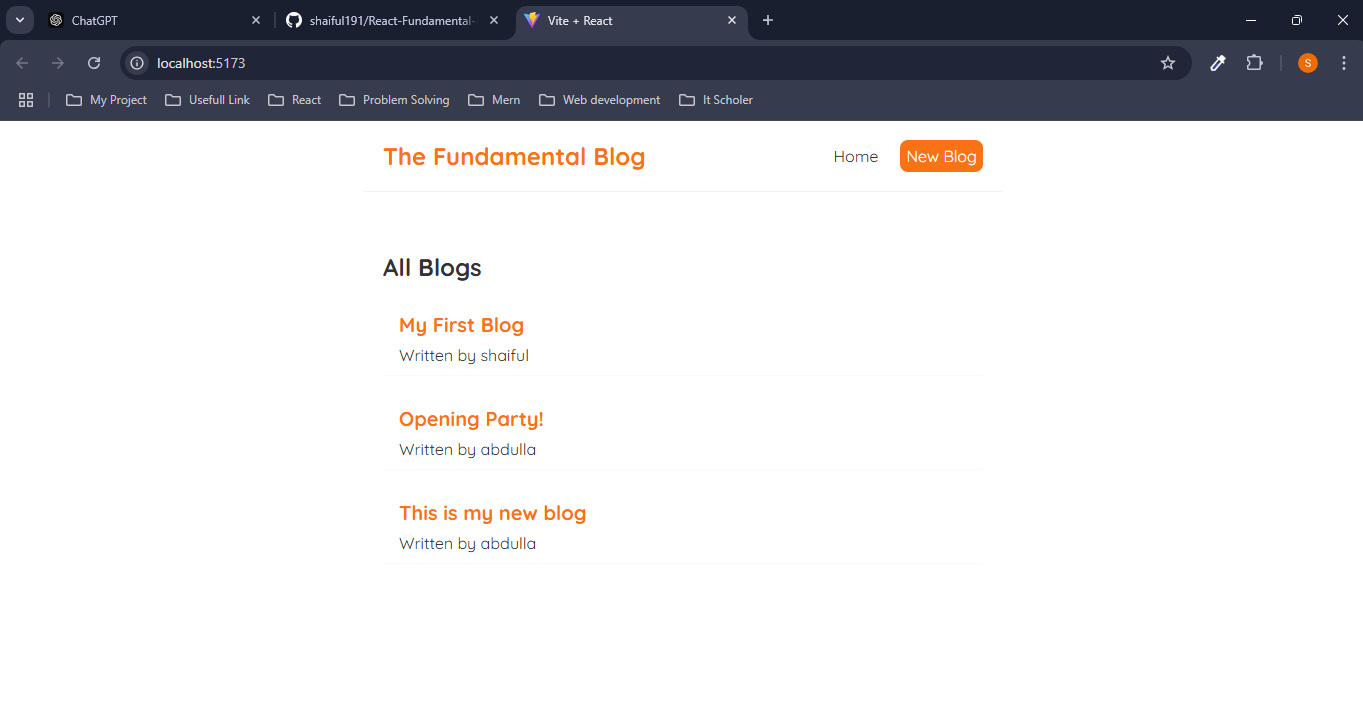 ChatGPT
shaiful191/React-Fundamental-
Vite + React
localhost:5173
S
My Project
Usefull Link
React
Problem Solving
Mern
Web development
It Scholer
The Fundamental Blog
Home
New Blog
All Blogs
My First Blog
Written by shaiful
Opening Party!
Written by abdulla
This is my new blog
Written by abdulla